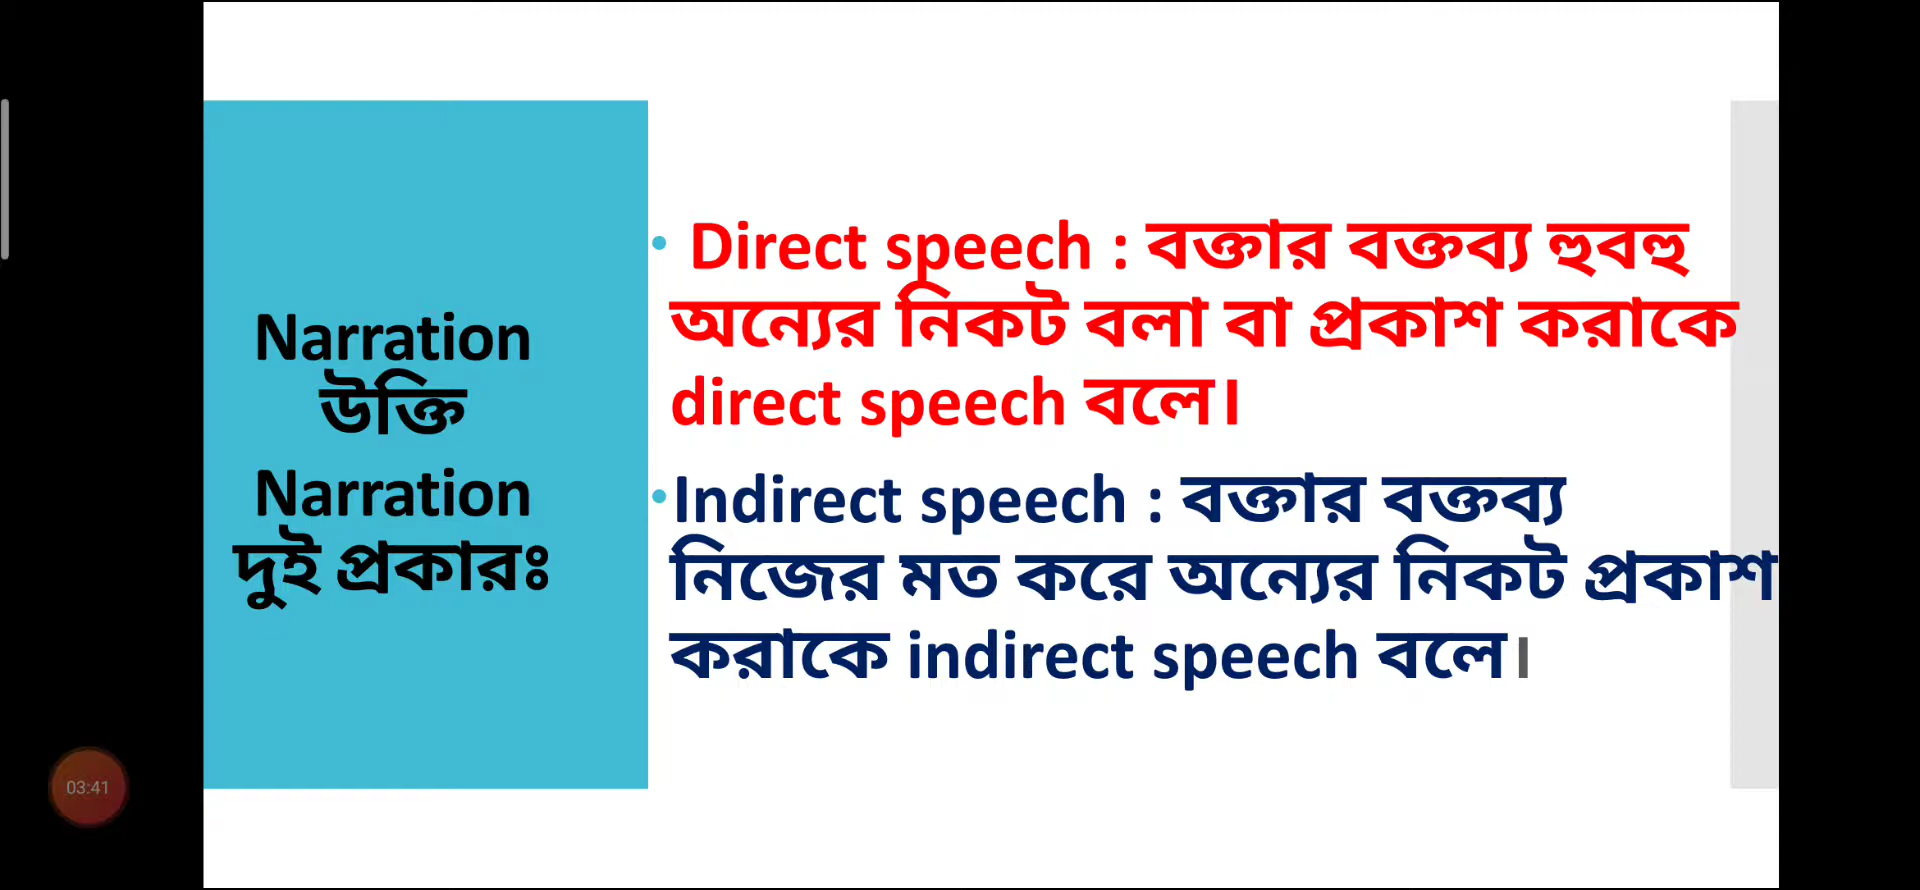 Narration
উক্তি
Narration
দুই প্রকারঃ
• Direct speech : বক্তার বক্তব্য হুবহু
অন্যের নিকট বলা বা প্রকাশ করাকে
direct speech বলে।
•Indirect speech : বক্তার বক্তব্য
নিজের মত করে অন্যের নিকট প্রকাশ
করাকে indirect speech বলে।
03:41